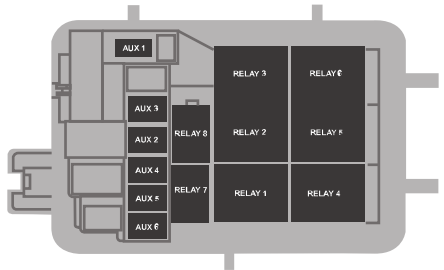 AUX 1
RELAY 3
RELAY 6
AUX 3
AUX 2
RELAY 8
RELAY 2
RELAY 5
AUX 4
AUX 5
RELAY 7
RELAY 1
RELAY 4
AUX 6